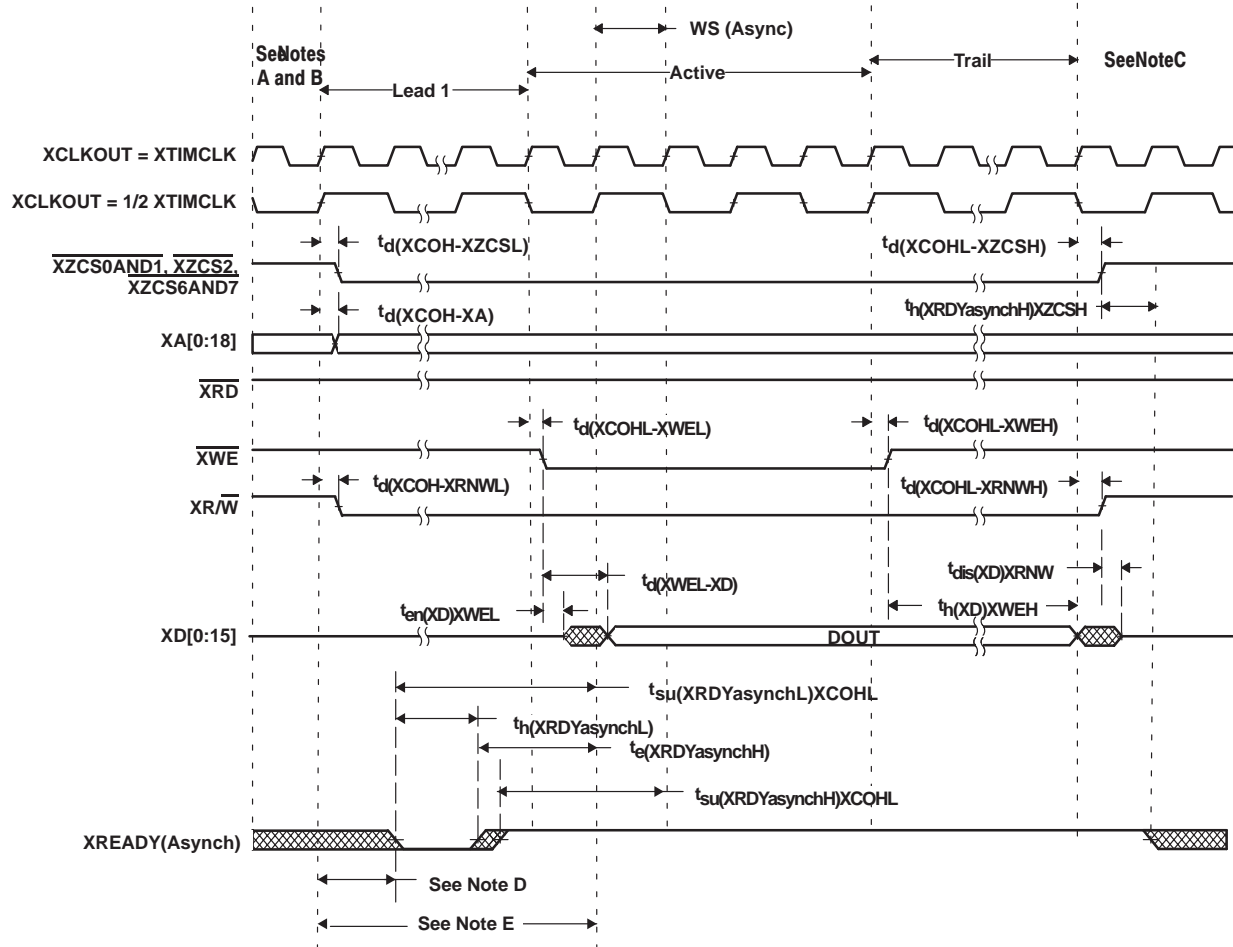 WS (Async)
SeeNotes
A and B
Lead 1
Active
Trail
SeeNoteC
XCLKOUT = XTIMCLK
XCLKOUT = 1/2 XTIMCLK
td(XCOH-XZCSL)
td(XCOHL-XZCSH)
XZCS0AND1, XZCS2,
XZCS6AND7
th(XRDYasynchH)XZCSH
td(XCOH-XA)
XA[0:18]
XRD
td(XCOHL-XWEL)
td(XCOHL-XWEH)
XWE
td(XCOH-XRNWL)
td(XCOHL-XRNWH)
XR/W
tdis(XD)XRNW
td(XWEL-XD)
ten(XD)XWEL
th(XD)XWEH
XD[0:15]
DOUT
tsu(XRDYasynchL)XCOHL
th(XRDYasynchL)
te(XRDYasynchH)
tsu(XRDYasynchH)XCOHL
XREADY(Asynch)
See Note D
See Note E